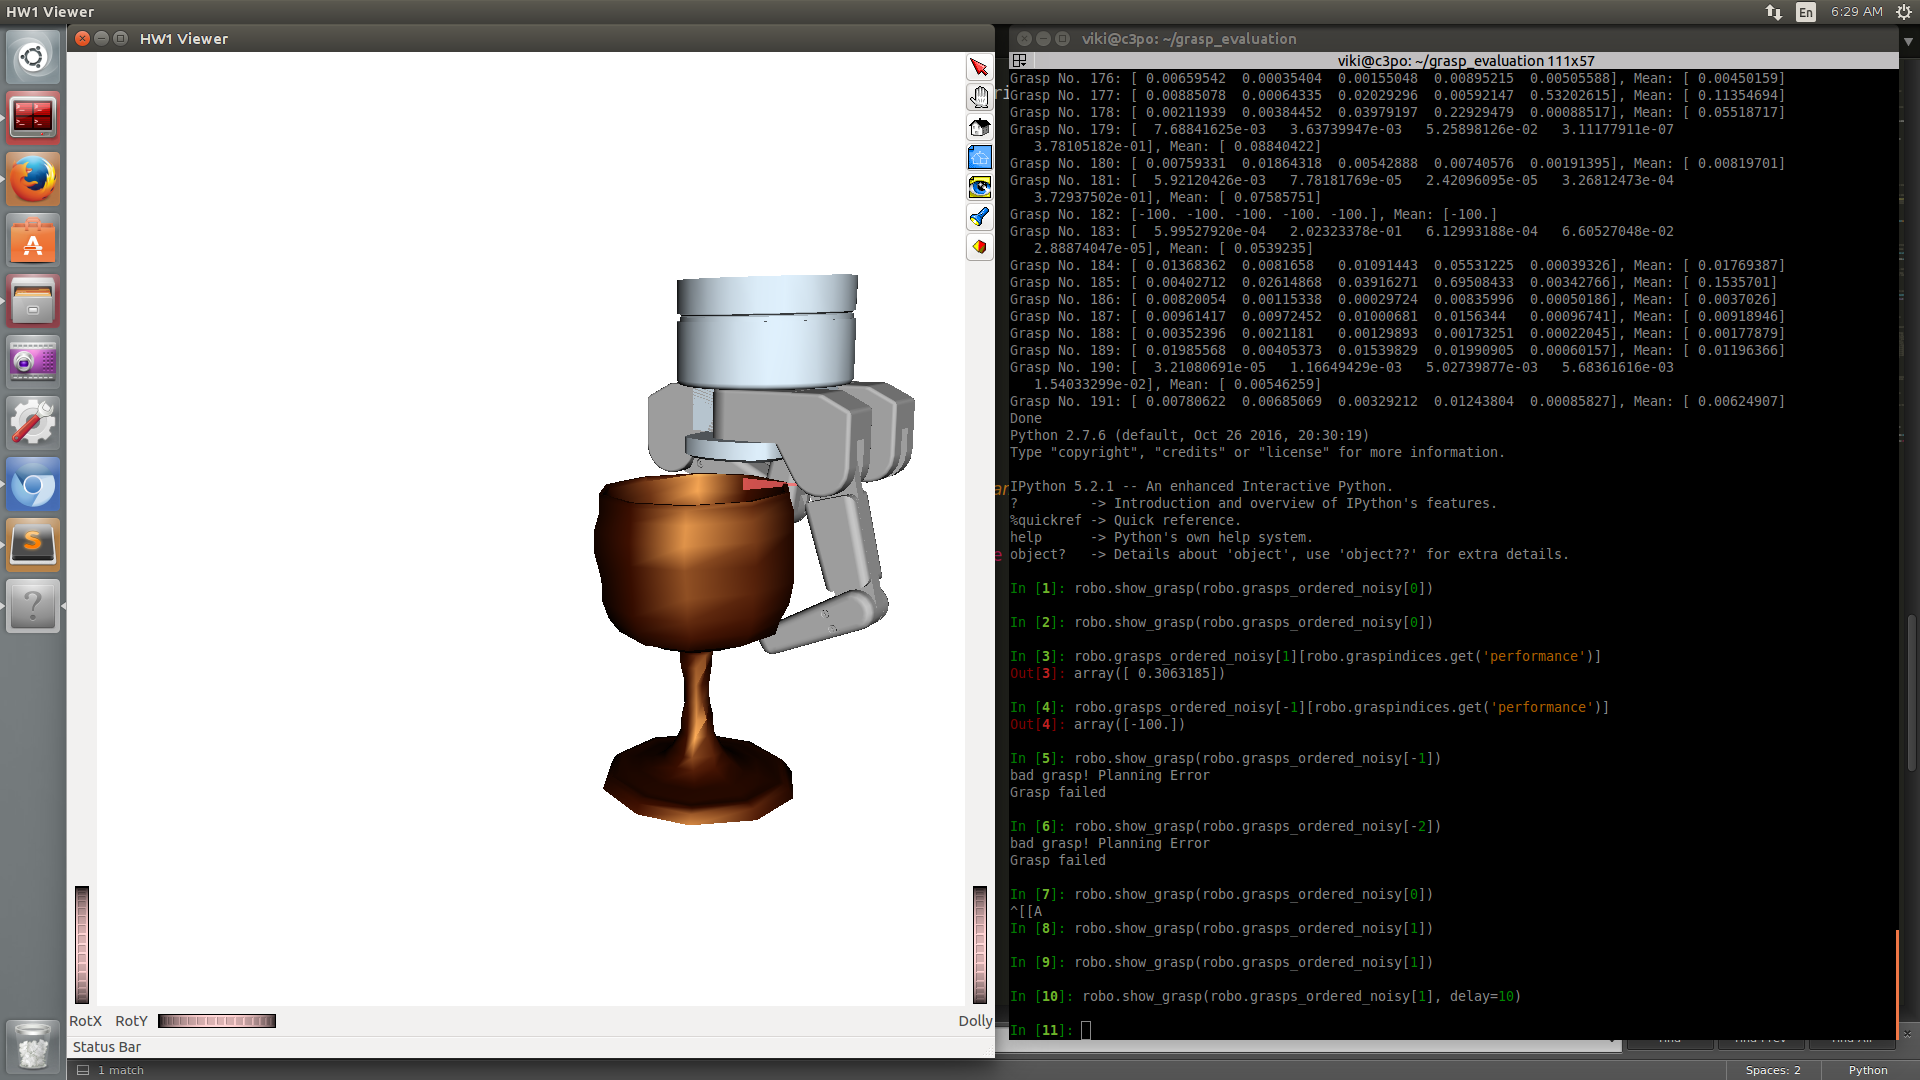 HW1 Viewer
En
6:29 AM
HW1 Viewer
viki@c3po: ~/grasp_evaluation
viki@c3po: ~/grasp_evaluation 111x57
Grasp No. 176: [ 0.00659542  0.00035404  0.00155048  0.00895215  0.00505588], Mean: [ 0.00450159]
Grasp No. 177: [ 0.00885078  0.00064335  0.02029296  0.00592147  0.53202615], Mean: [ 0.11354694]
Grasp No. 178: [ 0.00211939  0.00384452  0.03979197  0.22929479  0.00088517], Mean: [ 0.05518717]
Grasp No. 179: [  7.68841625e-03   3.63739947e-03   5.25898126e-02   3.11177911e-07
   3.78105182e-01], Mean: [ 0.08840422]
Grasp No. 180: [ 0.00759331  0.01864318  0.00542888  0.00740576  0.00191395], Mean: [ 0.00819701]
Grasp No. 181: [  5.92120426e-03   7.78181769e-05   2.42096095e-05   3.26812473e-04
   3.72937502e-01], Mean: [ 0.07585751]
Grasp No. 182: [-100. -100. -100. -100. -100.], Mean: [-100.]
Grasp No. 183: [  5.99527920e-04   2.02323378e-01   6.12993188e-04   6.60527048e-02
   2.88874047e-05], Mean: [ 0.0539235]
Grasp No. 184: [ 0.01368362  0.0081658   0.01091443  0.05531225  0.00039326], Mean: [ 0.01769387]
Grasp No. 185: [ 0.00402712  0.02614868  0.03916271  0.69508433  0.00342766], Mean: [ 0.1535701]
Grasp No. 186: [ 0.00820054  0.00115338  0.00029724  0.00835996  0.00050186], Mean: [ 0.0037026]
Grasp No. 187: [ 0.00961417  0.00972452  0.01000681  0.0156344   0.00096741], Mean: [ 0.00918946]
Grasp No. 188: [ 0.00352396  0.0021181   0.00129893  0.00173251  0.00022045], Mean: [ 0.00177879]
Grasp No. 189: [ 0.01985568  0.00405373  0.01539829  0.01990905  0.00060157], Mean: [ 0.01196366]
Grasp No. 190: [  3.21080691e-05   1.16649429e-03   5.02739877e-03   5.68361616e-03
   1.54033299e-02], Mean: [ 0.00546259]
Grasp No. 191: [ 0.00780622  0.00685069  0.00329212  0.01243804  0.00085827], Mean: [ 0.00624907]
Done
Python 2.7.6 (default, Oct 26 2016, 20:30:19)
Type "copyright", "credits" or "license" for more information.
IPython 5.2.1 -- An enhanced Interactive Python.
?         -> Introduction and overview of IPython's features.
%quickref -> Quick reference.
help      -> Python's own help system.
object?   -> Details about 'object', use 'object??' for extra details.
In [1]: robo.show_grasp(robo.grasps_ordered_noisy[0])
In [2]: robo.show_grasp(robo.grasps_ordered_noisy[0])
In [3]: robo.grasps_ordered_noisy[1][robo.graspindices.get('performance')]
Out[3]: array([ 0.3063185])
In [4]: robo.grasps_ordered_noisy[-1][robo.graspindices.get('performance')]
Out[4]: array([-100.])
In [5]: robo.show_grasp(robo.grasps_ordered_noisy[-1])
bad grasp! Planning Error
Grasp failed
In [6]: robo.show_grasp(robo.grasps_ordered_noisy[-2])
bad grasp! Planning Error
Grasp failed
In [7]: robo.show_grasp(robo.grasps_ordered_noisy[0])
^[[A
In [8]: robo.show_grasp(robo.grasps_ordered_noisy[1])
In [9]: robo.show_grasp(robo.grasps_ordered_noisy[1])
In [10]: robo.show_grasp(robo.grasps_ordered_noisy[1], delay=10)
In [11]:
RotX RotY
Dolly
Status Bar
1 match
Spaces: 2
Python